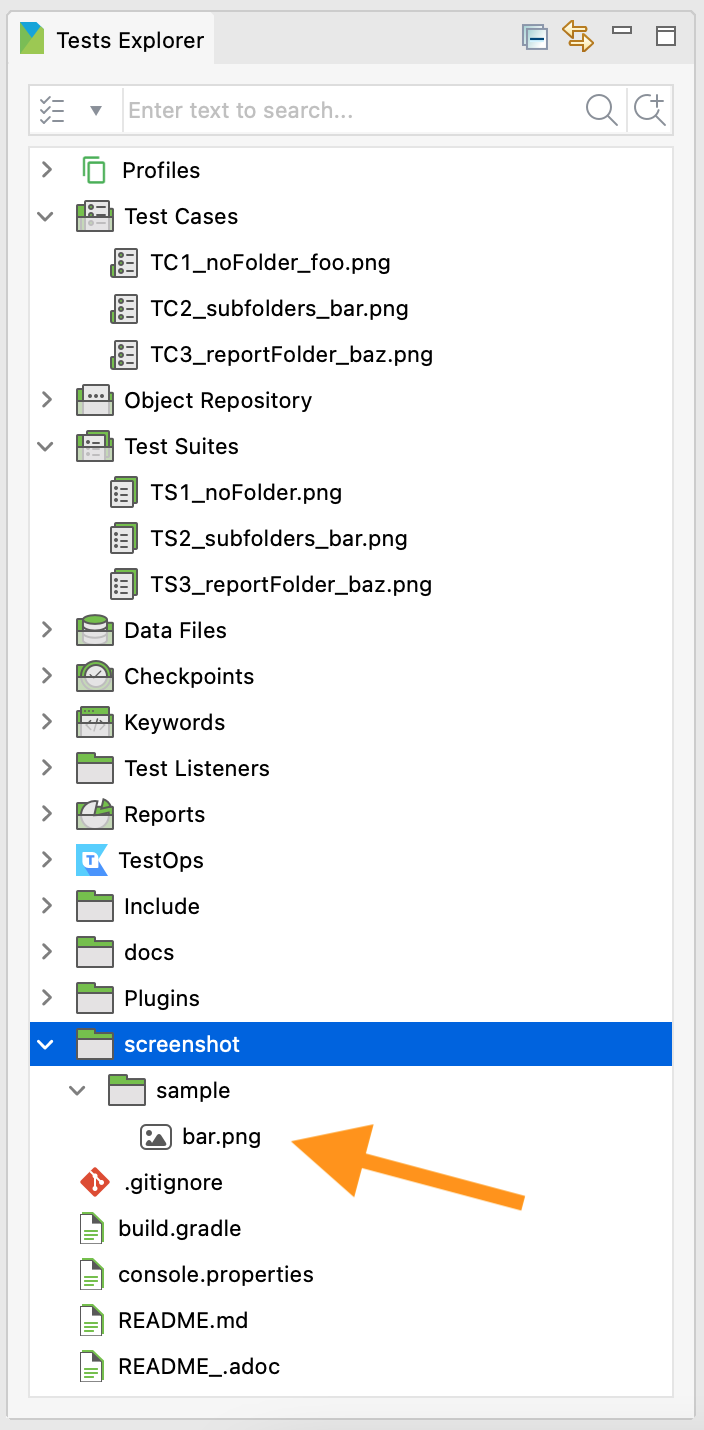 Tests Explorer
Enter text to search...
Profiles
Test Cases
TC1_noFolder_foo.png
TC2_subfolders_bar.png
TC3_reportFolder_baz.png
Object Repository
Test Suites
TS1_noFolder.png
TS2_subfolders_bar.png
TS3_reportFolder_baz.png
Data Files
Checkpoints
Keywords
Test Listeners
Reports
TestOps
Include
docs
Plugins
screenshot
sample
bar.png
.gitignore
build.gradle
console.properties
README.md
README_.adoc